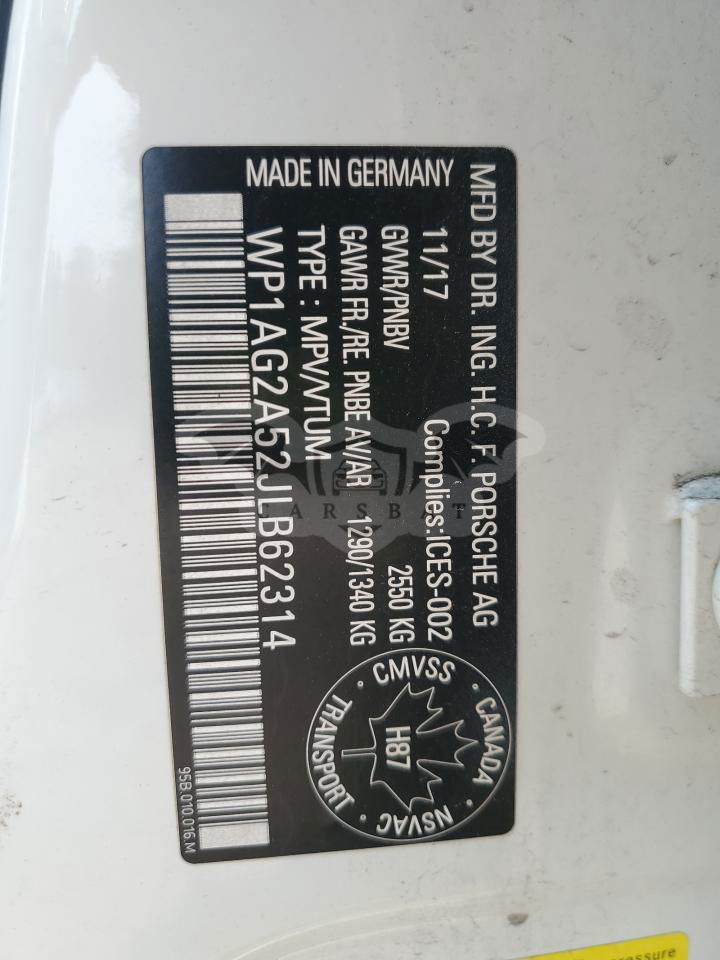 MFD BY DR. ING. H.C. F. PORSCHE AG
11/17 Complies:ICES-002
GVWR/PNBV 2550 KG
GAWR FR./RE. PNBE AV/AR 1290/1340 KG
TYPE : MPV/VTUM
MADE IN GERMANY
WP1AG2A52JLB62314
95B.010.016.M
CANADA
CMVSS
TRANSPORT
NSVAC
H87
CARSBAT
pressure